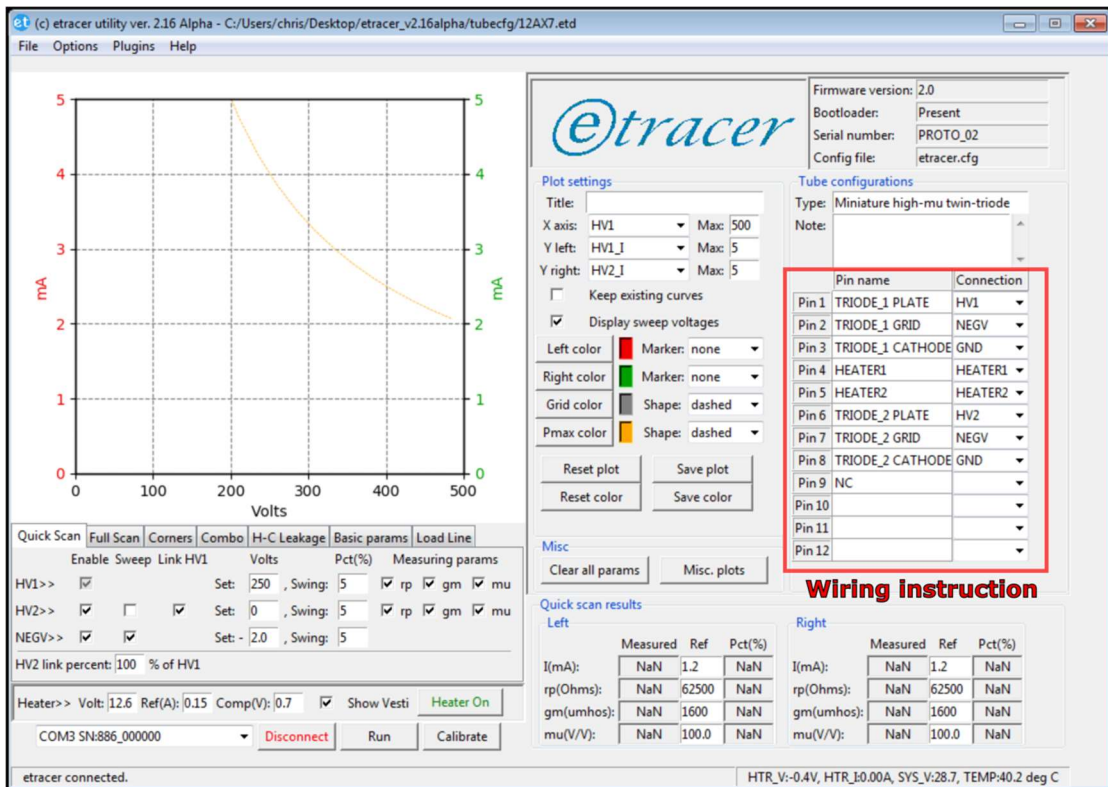 (c) etracer utility ver. 2.16 Alpha - C:/Users/chris/Desktop/etracer_v2.16alpha/tubecfg/12AX7.etd
File Options Plugins Help
5
4
3
2
1
0
mA
0 100 200 300 400 500
Volts
5
4
3
2
1
0
mA
etracer
Firmware version: 2.0
Bootloader: Present
Serial number: PROTO_02
Config file: etracer.cfg
Plot settings
Title:
X axis: HV1 Max: 500
Y left: HV1_I Max: 5
Y right: HV2_I Max: 5
Keep existing curves
Display sweep voltages
Left color Marker: none
Right color Marker: none
Grid color Shape: dashed
Pmax color Shape: dashed
Reset plot Save plot
Reset color Save color
Misc
Clear all params Misc. plots
Tube configurations
Type: Miniature high-mu twin-triode
Note:
Pin name Connection
Pin 1 TRIODE_1 PLATE HV1
Pin 2 TRIODE_1 GRID NEGV
Pin 3 TRIODE_1 CATHODE GND
Pin 4 HEATER1 HEATER1
Pin 5 HEATER2 HEATER2
Pin 6 TRIODE_2 PLATE HV2
Pin 7 TRIODE_2 GRID NEGV
Pin 8 TRIODE_2 CATHODE GND
Pin 9 NC
Pin 10
Pin 11
Pin 12
Wiring instruction
Quick Scan Full Scan Corners Combo H-C Leakage Basic params Load Line
Enable Sweep Link HV1 Volts Pct(%) Measuring params
HV1>> Set: 250 , Swing: 5 rp gm mu
HV2>> Set: 0 , Swing: 5 rp gm mu
NEGV>> Set: - 2.0 , Swing: 5
HV2 link percent: 100 % of HV1
Heater>> Volt: 12.6 Ref(A): 0.15 Comp(V): 0.7 Show Vesti Heater On
COM3 SN:886_000000 Disconnect Run Calibrate
Quick scan results
Left
Measured Ref Pct(%)
I(mA): NaN 1.2 NaN
rp(Ohms): NaN 62500 NaN
gm(umhos): NaN 1600 NaN
mu(V/V): NaN 100.0 NaN
Right
Measured Ref Pct(%)
I(mA): NaN 1.2 NaN
rp(Ohms): NaN 62500 NaN
gm(umhos): NaN 1600 NaN
mu(V/V): NaN 100.0 NaN
etracer connected.
HTR_V:-0.4V, HTR_I:0.00A, SYS_V:28.7, TEMP:40.2 deg C